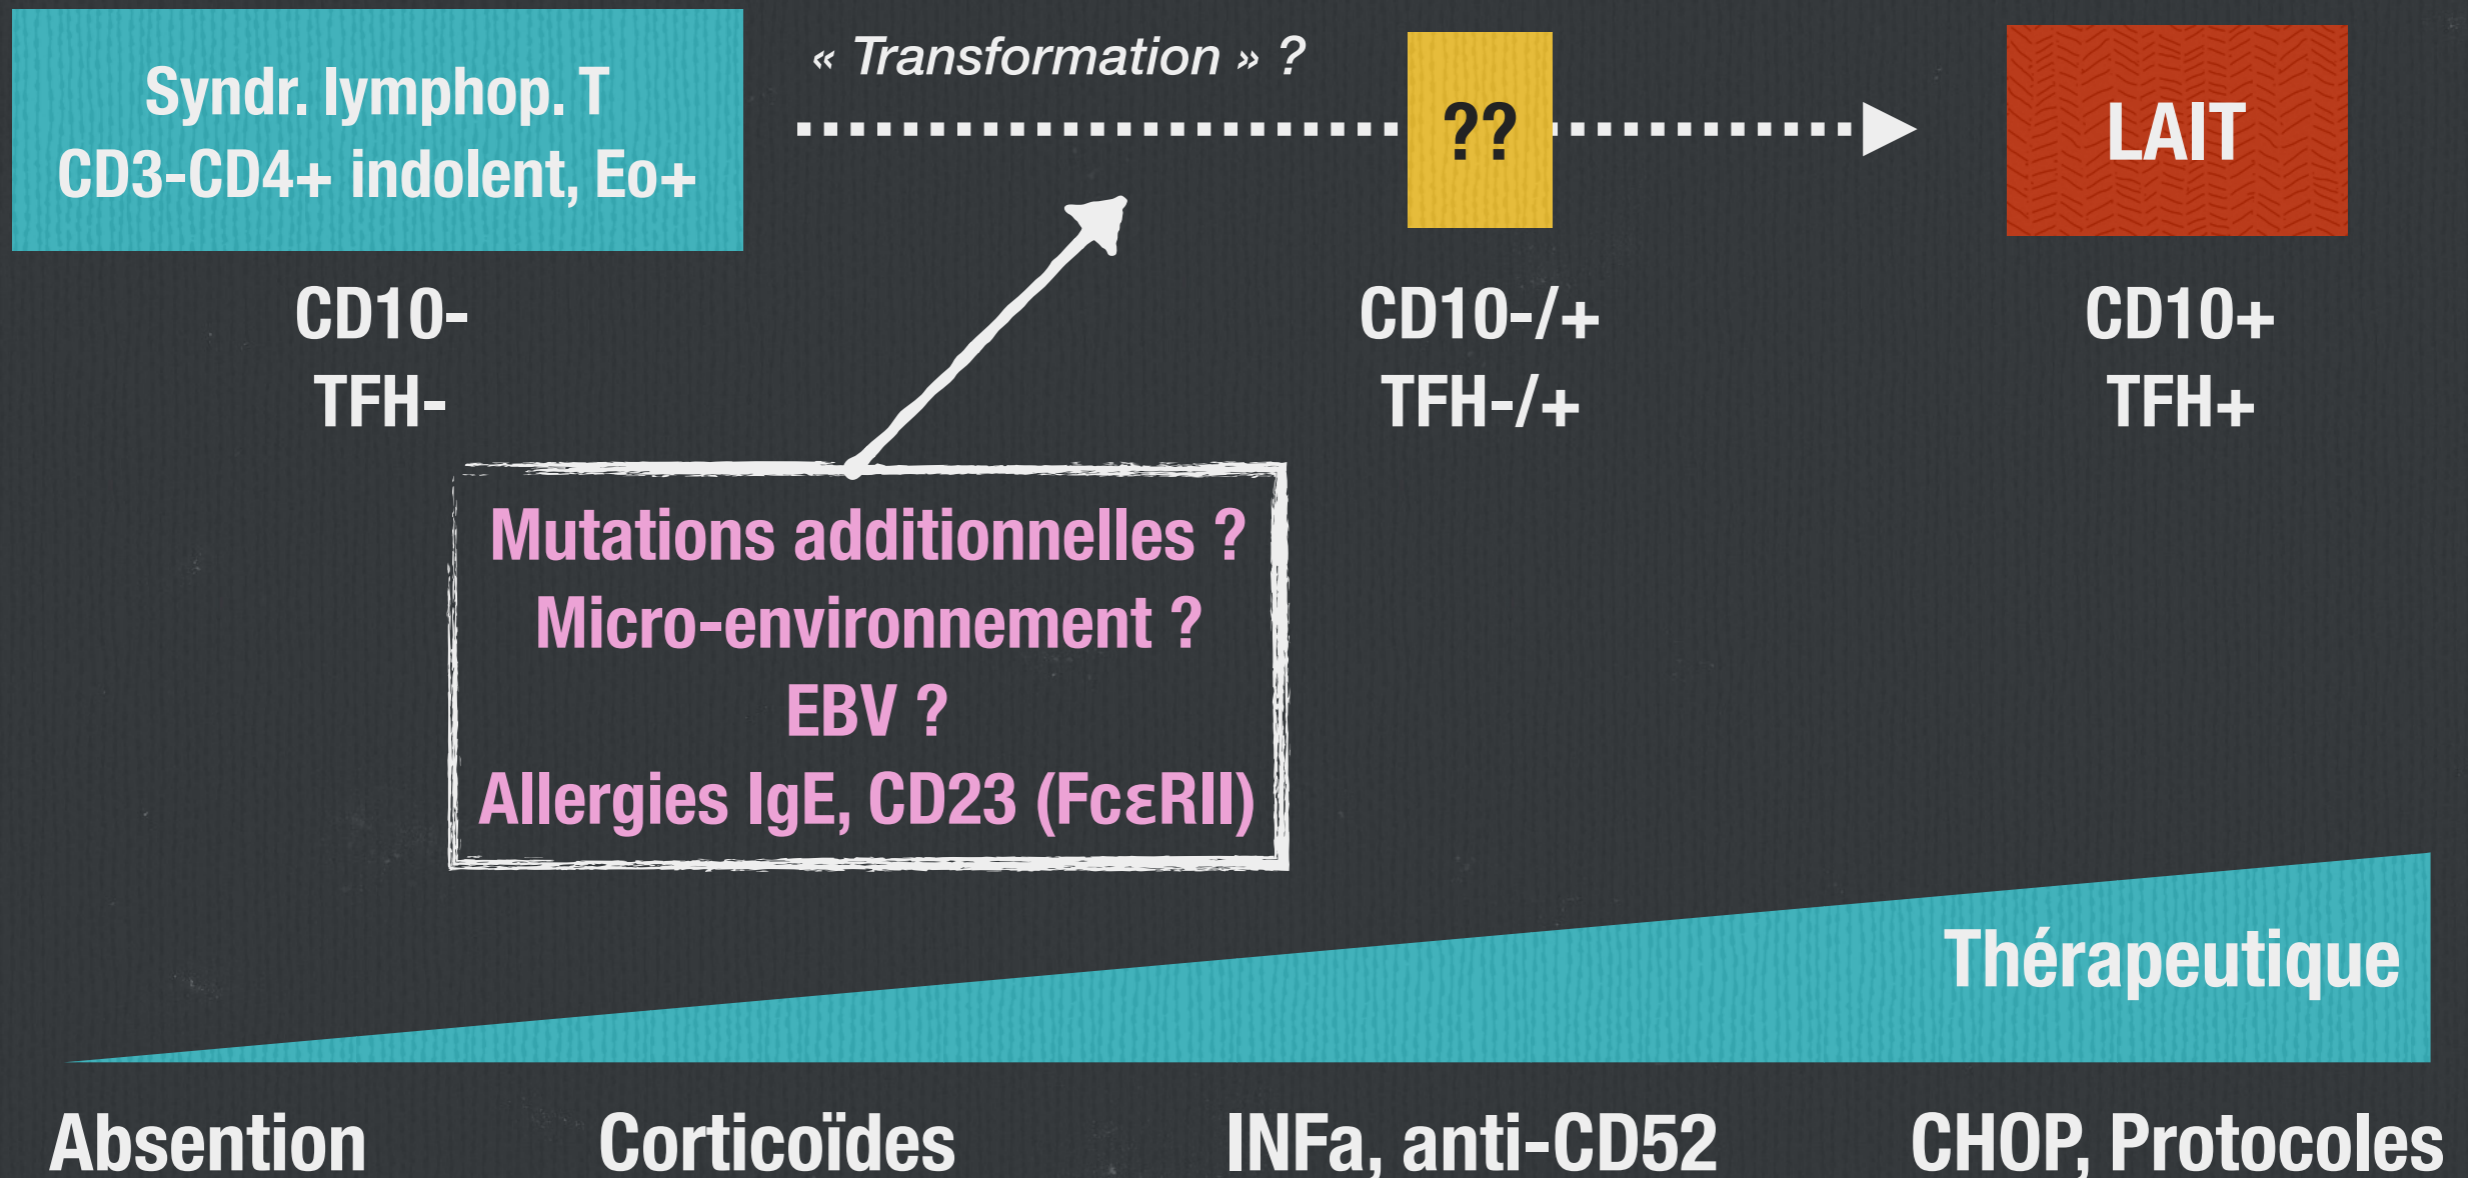 Syndr. lymphop. T
CD3-CD4+ indolent, Eo+
« Transformation » ?
??
LAIT
CD10-
TFH-
CD10-/+
TFH-/+
CD10+
TFH+
Mutations additionnelles ?
Micro-environnement ?
EBV ?
Allergies IgE, CD23 (FcεRII)
Thérapeutique
Absention
Corticoïdes
INFa, anti-CD52
CHOP, Protocoles